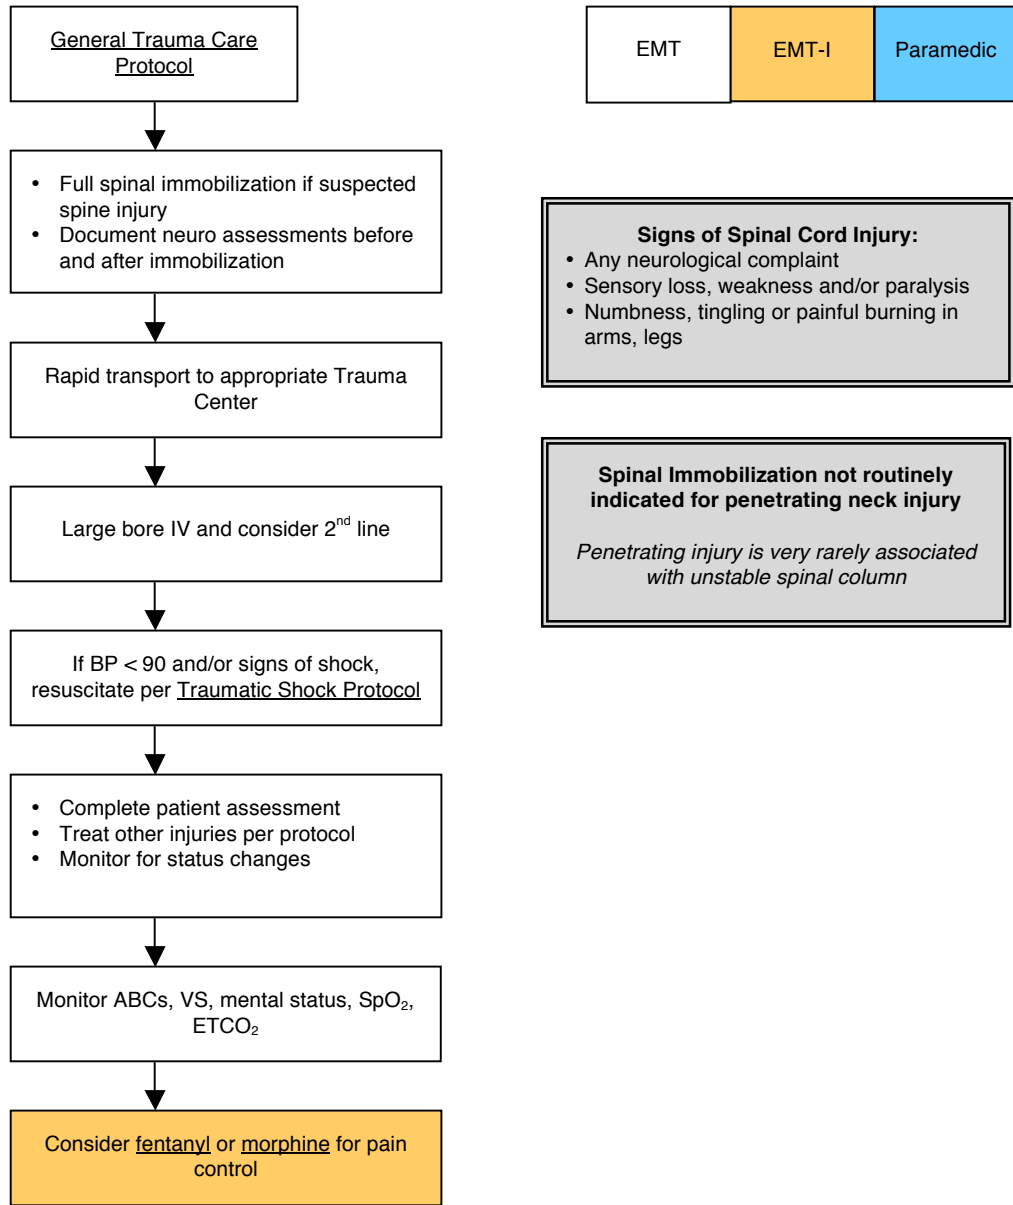 General Trauma Care
Protocol
EMT
EMT-I
Paramedic
• Full spinal immobilization if suspected
spine injury
• Document neuro assessments before
and after immobilization
Rapid transport to appropriate Trauma
Center
Large bore IV and consider 2nd line
If BP < 90 and/or signs of shock,
resuscitate per Traumatic Shock Protocol
• Complete patient assessment
• Treat other injuries per protocol
• Monitor for status changes
Monitor ABCs, VS, mental status, SpO₂,
ETCO₂
Consider fentanyl or morphine for pain
control
Signs of Spinal Cord Injury:
• Any neurological complaint
• Sensory loss, weakness and/or paralysis
• Numbness, tingling or painful burning in
arms, legs
Spinal Immobilization not routinely
indicated for penetrating neck injury
Penetrating injury is very rarely associated
with unstable spinal column